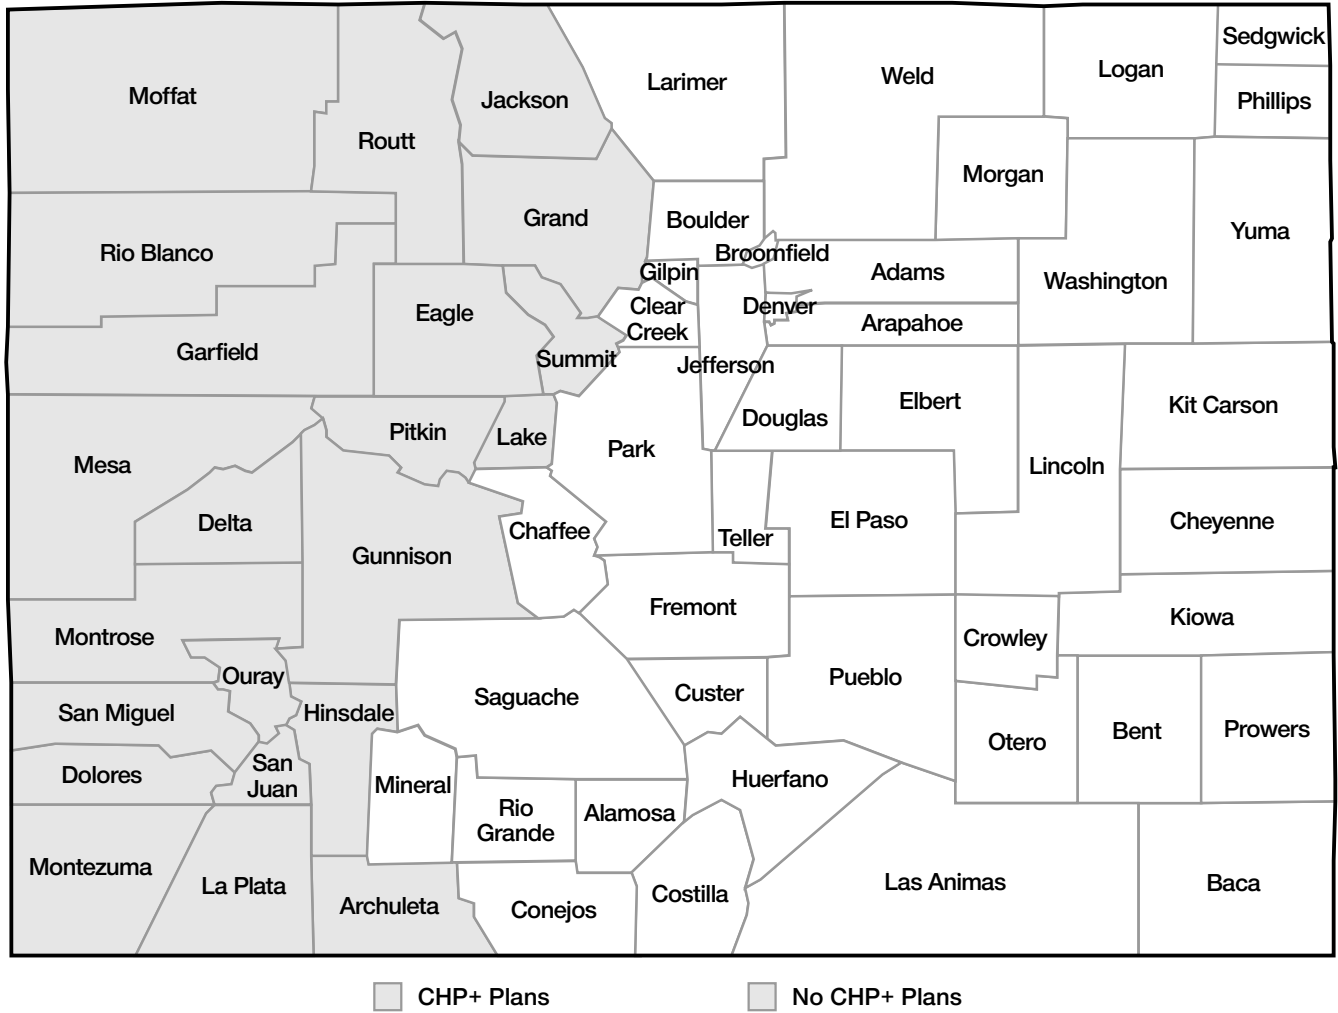 Sedgwick
Logan
Weld
Larimer
Moffat
Jackson
Phillips
Routt
Morgan
Grand
Boulder
Yuma
Rio Blanco
Broomfield
Gilpin
Adams
Washington
Clear
Creek
Denver
Eagle
Arapahoe
Garfield
Summit
Jefferson
Elbert
Kit Carson
Douglas
Pitkin
Lake
Park
Mesa
Lincoln
Delta
El Paso
Cheyenne
Chaffee
Teller
Gunnison
Fremont
Kiowa
Montrose
Crowley
Ouray
Pueblo
Custer
Saguache
San Miguel
Hinsdale
Prowers
Bent
Otero
San
Juan
Dolores
Huerfano
Mineral
Rio
Grande
Alamosa
Montezuma
La Plata
Las Animas
Baca
Costilla
Archuleta
Conejos
CHP+ Plans
No CHP+ Plans